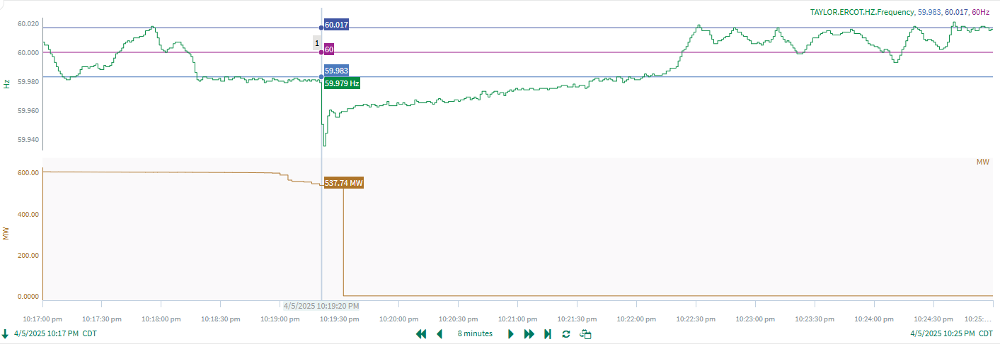 TAYLOR.ERCOT.HZ.Frequency, 59.983, 60.017, 60Hz
60.020
60.017
1
60.000
60
59.983
59.980
59.979 Hz
Hz
59.960
59.940
MW
600.00
537.74 MW
400.00
MW
200.00
0.0000
4/5/2025 10:19:20 PM
10:17:00 pm 10:17:30 pm 10:18:00 pm 10:18:30 pm 10:19:00 pm 10:19:30 pm 10:20:00 pm 10:20:30 pm 10:21:00 pm 10:21:30 pm 10:22:00 pm 10:22:30 pm 10:23:00 pm 10:23:30 pm 10:24:00 pm 10:24:30 pm 10:25:...
4/5/2025 10:17 PM CDT 8 minutes 4/5/2025 10:25 PM CDT